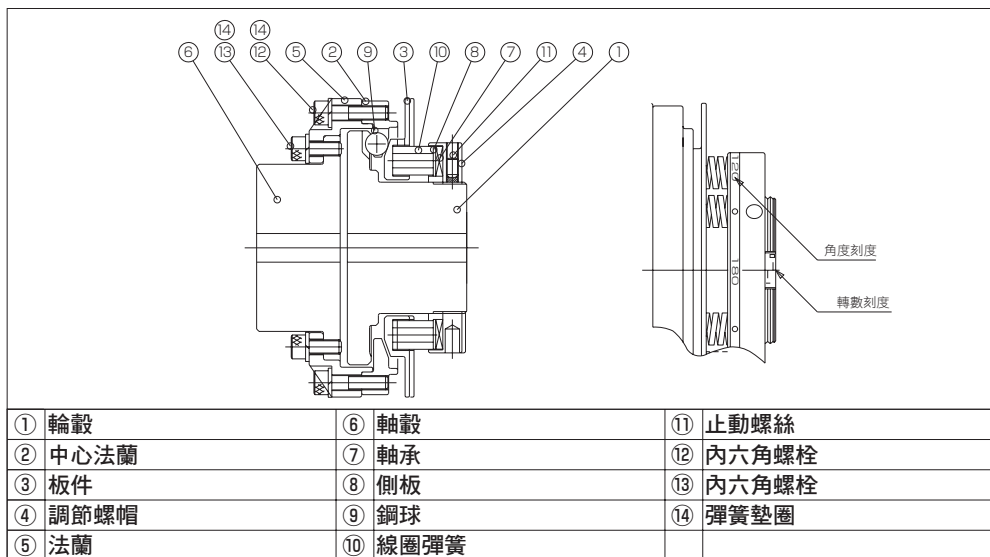 ⑭ ⑭
⑥ ⑬ ⑫ ⑤ ② ⑨ ③ ⑩ ⑧ ⑦ ⑪ ④ ①
120
角度刻度
180
轉數刻度
① 輪轂 ⑥ 軸轂 ⑪ 止動螺絲
② 中心法蘭 ⑦ 軸承 ⑫ 內六角螺栓
③ 板件 ⑧ 側板 ⑬ 內六角螺栓
④ 調節螺帽 ⑨ 鋼球 ⑭ 彈簧墊圈
⑤ 法蘭 ⑩ 線圈彈簧